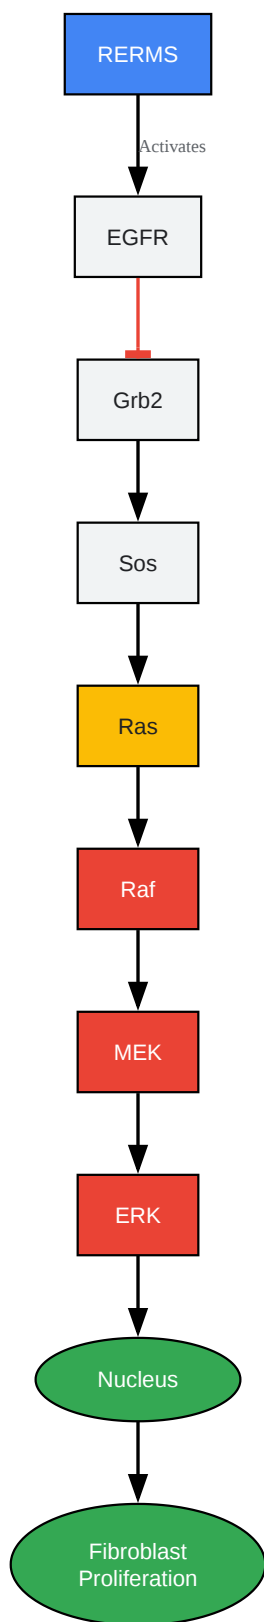 RERMS
Activates
EGFR
Grb2
Sos
Ras
Raf
MEK
ERK
Nucleus
Fibroblast
Proliferation